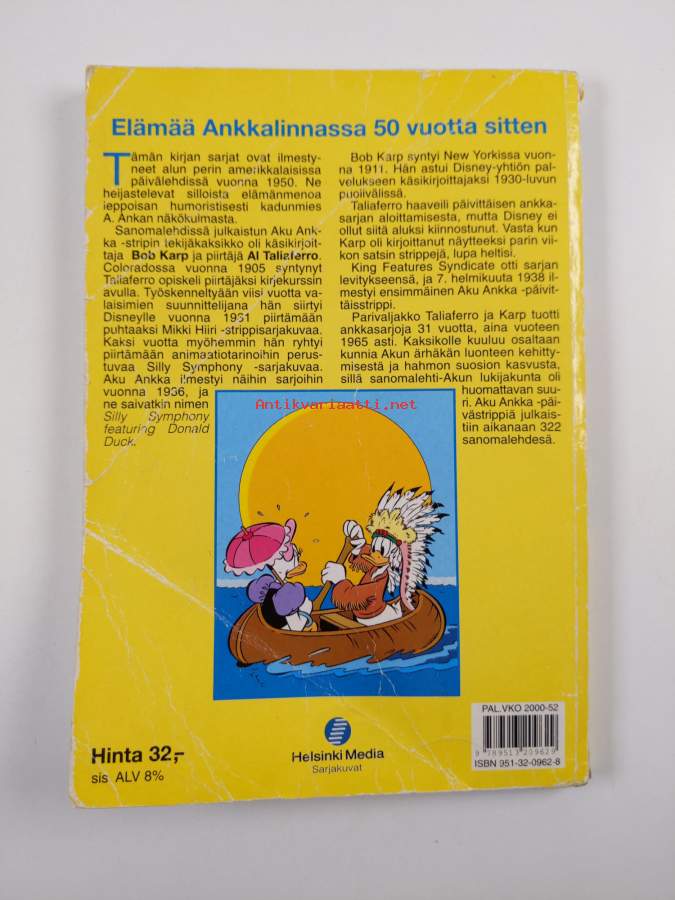 Elämää Ankkalinnassa 50 vuotta sitten
Tämän kirjan sarjat ovat ilmesty-
neet alun perin amerikkalaisissa
päivälehdissä vuonna 1950. Ne
heijastelevat silloista elämänmenoa
leppoisan humoristisesti kadunmies
A. Ankan näkökulmasta.
Sanomalehdissä julkaistun Aku Ank-
ka -stripin tekijäkaksikko oli käsikirjoit-
taja Bob Karp ja piirtäjä Al Taliaferro.
Coloradossa vuonna 1905 syntynyt
Taliaferro opiskeli piirtäjäksi kirjekurssin
avulla. Työskenneltyään viisi vuotta va-
laisimien suunnittelijana hän siirtyi
Disneylle vuonna 1931 piirtämään
puhtaaksi Mikki Hiiri -strippisarjakuvaa.
Kaksi vuotta myöhemmin hän ryhtyi
piirtämään animaatiotarinoihin perus-
tuvaa Silly Symphony -sarjakuvaa.
Aku Ankka ilmestyi näihin sarjoihin
vuonna 1936, ja
ne saivatkin nimen
Silly Symphony
featuring Donald
Duck.
Bob Karp syntyi New Yorkissa vuon-
na 1911. Hän astui Disney-yhtiön pal-
velukseen käsikirjoittajaksi 1930-luvun
puolivälissä.
Taliaferro haaveili päivittäisen ankka-
sarjan aloittamisesta, mutta Disney ei
ollut siitä aluksi kiinnostunut. Vasta kun
Karp oli kirjoittanut näytteeksi parin vii-
kon satsin strippejä, lupa heltisi.
King Features Syndicate otti sarjan
levitykseensä, ja 7. helmikuuta 1938 il-
mestyi ensimmäinen Aku Ankka -päivit-
täisstrippi.
Parivaljakko Taliaferro ja Karp tuotti
ankkasarjoja 31 vuotta, aina vuoteen
1965 asti. Kaksikolle kuuluu osaltaan
kunnia Akun ärhäkän luonteen kehitty-
misestä ja hahmon suosion kasvusta,
sillä sanomalehti-Akun lukijakunta oli
huomattavan suu-
ri. Aku Ankka -päi-
västrippiä julkais-
tiin aikanaan 322
sanomalehdesä.
Antikvariaatti.net
Hinta 32,-
sis ALV 8%
Helsinki Media
Sarjakuvat
PAL.VKO 2000-52
9 789513 209629
ISBN 951-32-0962-8